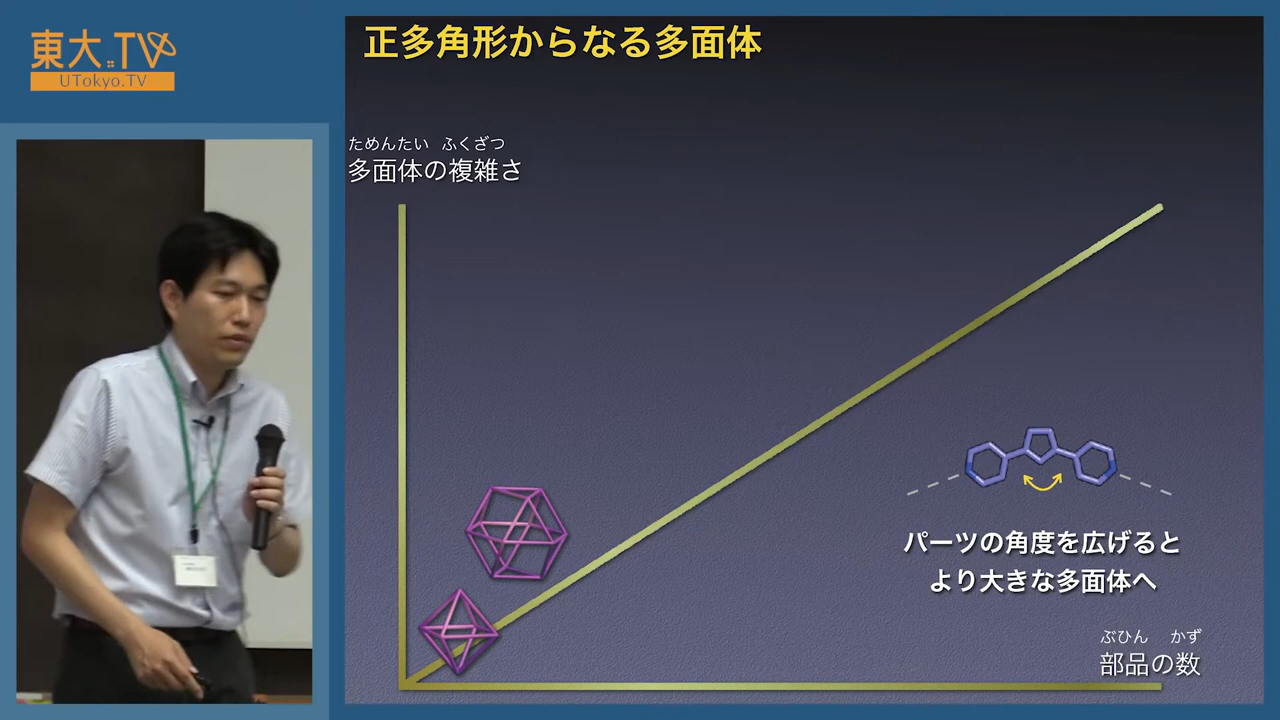 東大.TV
UTokyo.TV
正多角形からなる多面体
ためんたい ふくざつ
多面体の複雑さ
パーツの角度を広げると
より大きな多面体へ
ぶひん かず
部品の数